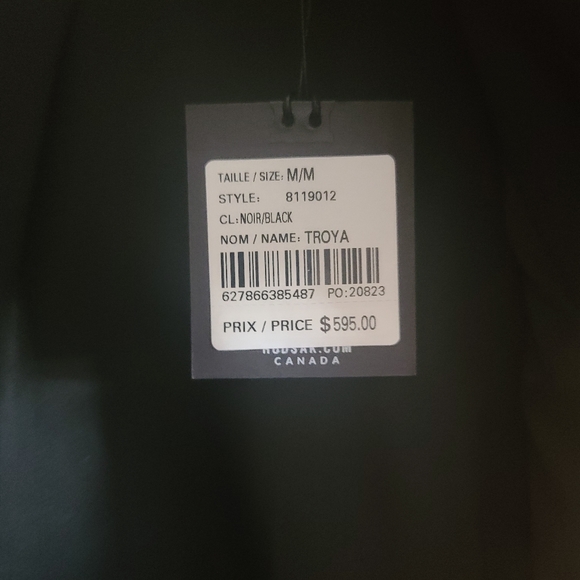 TAILLE / SIZE: M/M
STYLE: 8119012
CL: NOIR/BLACK
NOM / NAME: TROYA
627866385487 PO:20823
PRIX / PRICE $595.00
RUDSAK.COM
CANADA